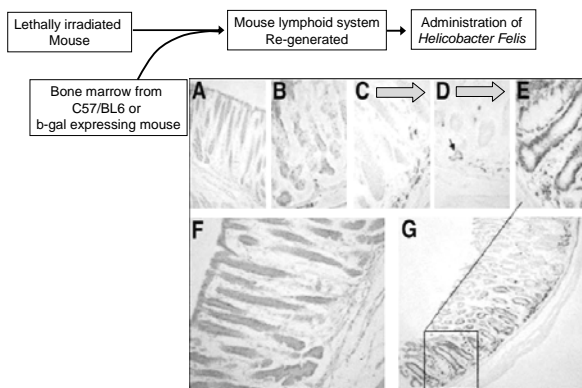 Lethally irradiated
Mouse
Mouse lymphoid system
Re-generated
Administration of
Helicobacter Felis
Bone marrow from
C57/BL6 or
b-gal expressing mouse
A
B
C
D
E
F
G